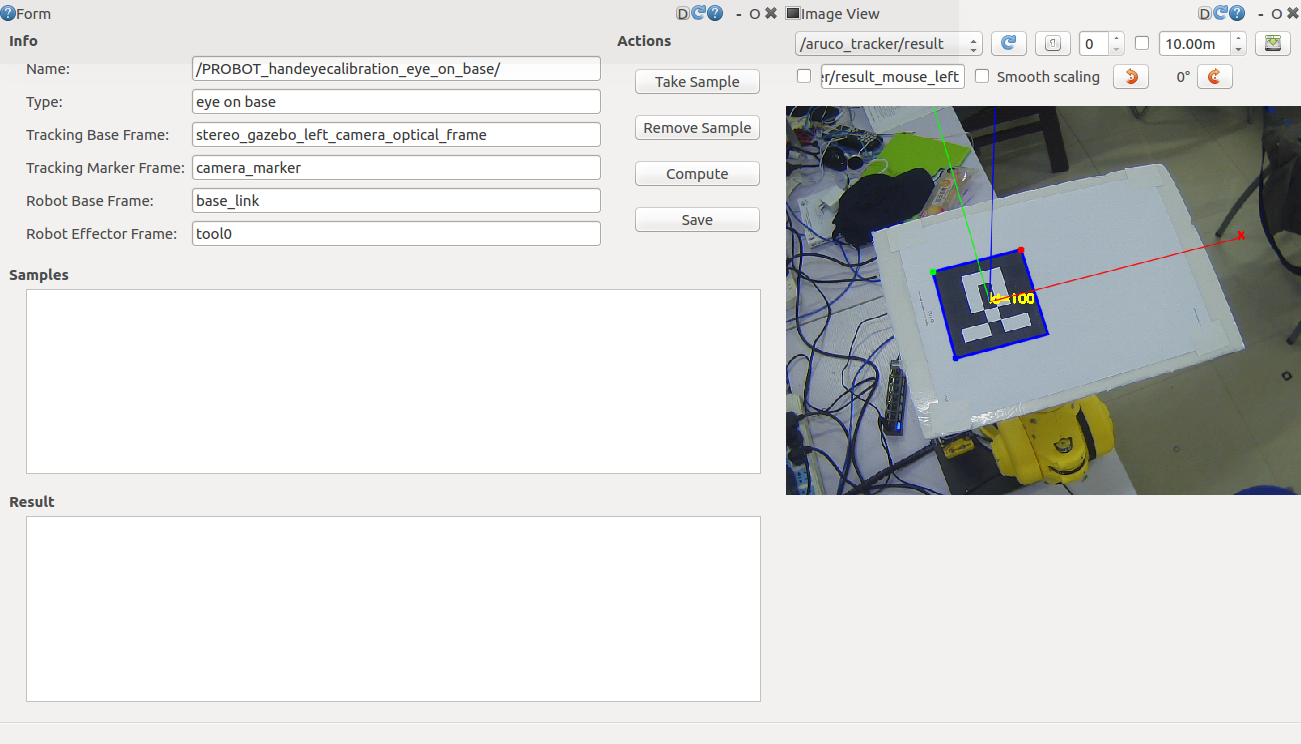 Form
Info
Name: /PROBOT_handeyecalibration_eye_on_base/
Type: eye on base
Tracking Base Frame: stereo_gazebo_left_camera_optical_frame
Tracking Marker Frame: camera_marker
Robot Base Frame: base_link
Robot Effector Frame: tool0
Actions
Take Sample
Remove Sample
Compute
Save
Samples
Result
D - O
Image View
D - O
/aruco_tracker/result 0 10.00m
er/result_mouse_left Smooth scaling 0°
x
id=100